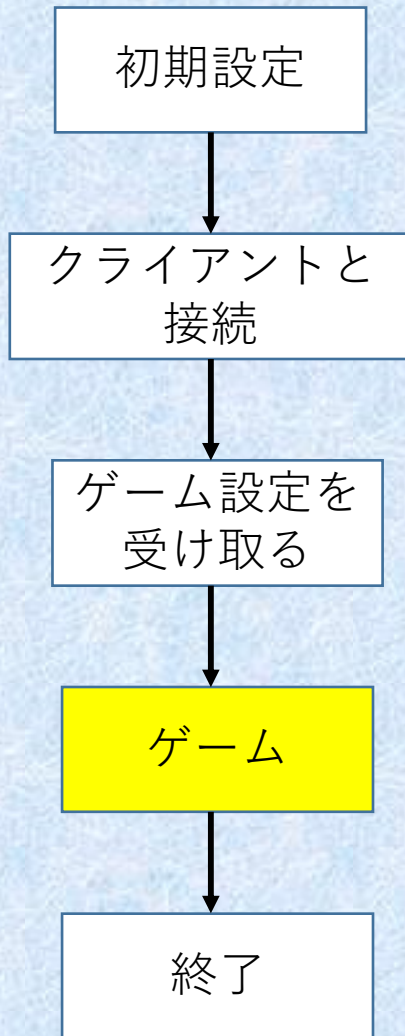 初期設定
クライアントと
接続
ゲーム設定を
受け取る
ゲーム
終了